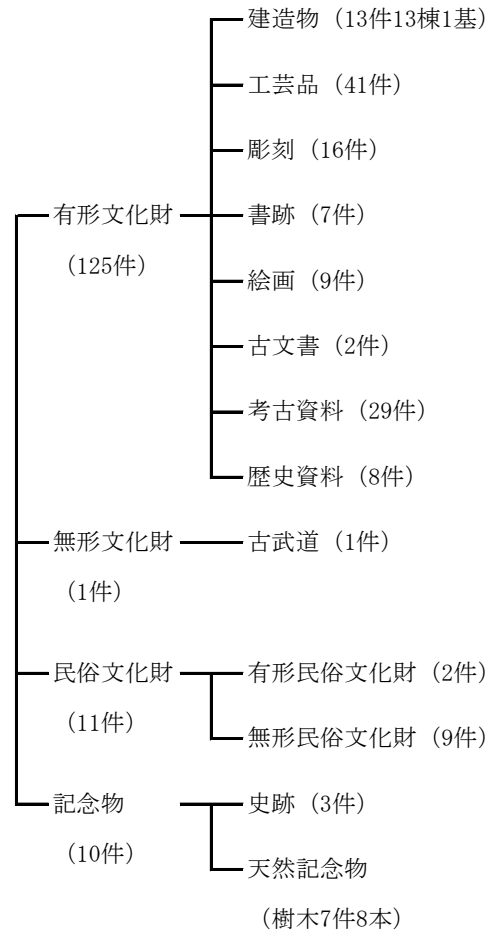 建造物（13件13棟1基）
工芸品（41件）
彫刻（16件）
有形文化財
書跡（7件）
（125件）
絵画（9件）
古文書（2件）
考古資料（29件）
歴史資料（8件）
無形文化財
古武道（1件）
（1件）
民俗文化財
有形民俗文化財（2件）
（11件）
無形民俗文化財（9件）
記念物
史跡（3件）
（10件）
天然記念物
（樹木7件8本）